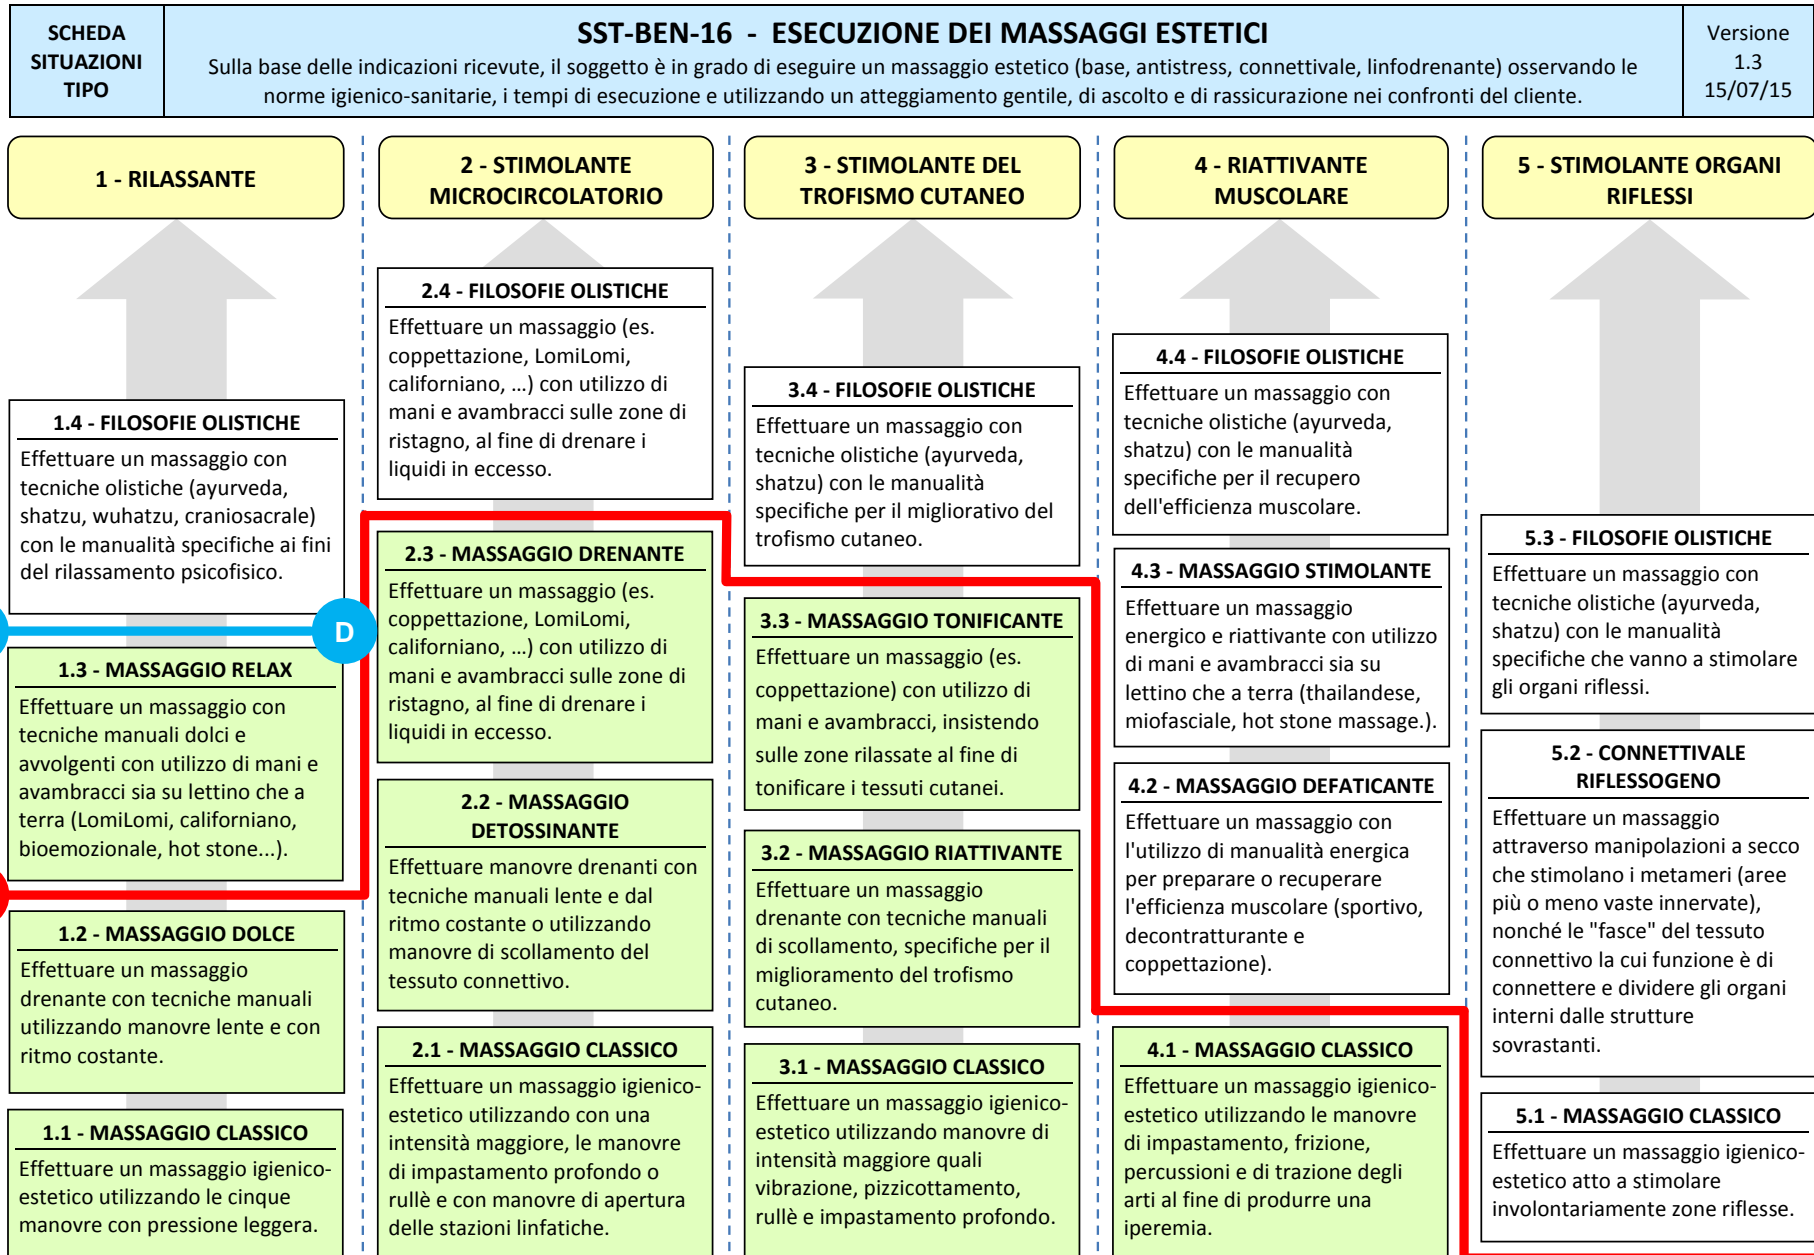 SCHEDA
SITUAZIONI
TIPO
SST-BEN-16 - ESECUZIONE DEI MASSAGGI ESTETICI
Sulla base delle indicazioni ricevute, il soggetto è in grado di eseguire un massaggio estetico (base, antistress, connettivale, linfodrenante) osservando le
norme igienico-sanitarie, i tempi di esecuzione e utilizzando un atteggiamento gentile, di ascolto e di rassicurazione nei confronti del cliente.
Versione
1.3
15/07/15
1 - RILASSANTE
1.4 - FILOSOFIE OLISTICHE
Effettuare un massaggio con
tecniche olistiche (ayurveda,
shatzu, wuhatzu, craniosacrale)
con le manualità specifiche ai fini
del rilassamento psicofisico.
D
1.3 - MASSAGGIO RELAX
Effettuare un massaggio con
tecniche manuali dolci e
avvolgenti con utilizzo di mani e
avambracci sia su lettino che a
terra (LomiLomi, californiano,
bioemozionale, hot stone...).
1.2 - MASSAGGIO DOLCE
Effettuare un massaggio
drenante con tecniche manuali
utilizzando manovre lente e con
ritmo costante.
1.1 - MASSAGGIO CLASSICO
Effettuare un massaggio igienico-
estetico utilizzando le cinque
manovre con pressione leggera.
2 - STIMOLANTE
MICROCIRCOLATORIO
2.4 - FILOSOFIE OLISTICHE
Effettuare un massaggio (es.
coppettazione, LomiLomi,
californiano, ...) con utilizzo di
mani e avambracci sulle zone di
ristagno, al fine di drenare i
liquidi in eccesso.
2.3 - MASSAGGIO DRENANTE
Effettuare un massaggio (es.
coppettazione, LomiLomi,
californiano, ...) con utilizzo di
mani e avambracci sulle zone di
ristagno, al fine di drenare i
liquidi in eccesso.
2.2 - MASSAGGIO
DETOSSINANTE
Effettuare manovre drenanti con
tecniche manuali lente e dal
ritmo costante o utilizzando
manovre di scollamento del
tessuto connettivo.
2.1 - MASSAGGIO CLASSICO
Effettuare un massaggio igienico-
estetico utilizzando con una
intensità maggiore, le manovre
di impastamento profondo o
rullè e con manovre di apertura
delle stazioni linfatiche.
3 - STIMOLANTE DEL
TROFISMO CUTANEO
3.4 - FILOSOFIE OLISTICHE
Effettuare un massaggio con
tecniche olistiche (ayurveda,
shatzu) con le manualità
specifiche per il migliorativo del
trofismo cutaneo.
3.3 - MASSAGGIO TONIFICANTE
Effettuare un massaggio (es.
coppettazione) con utilizzo di
mani e avambracci, insistendo
sulle zone rilassate al fine di
tonificare i tessuti cutanei.
3.2 - MASSAGGIO RIATTIVANTE
Effettuare un massaggio
drenante con tecniche manuali
di scollamento, specifiche per il
miglioramento del trofismo
cutaneo.
3.1 - MASSAGGIO CLASSICO
Effettuare un massaggio igienico-
estetico utilizzando manovre di
intensità maggiore quali
vibrazione, pizzicottamento,
rullè e impastamento profondo.
4 - RIATTIVANTE
MUSCOLARE
4.4 - FILOSOFIE OLISTICHE
Effettuare un massaggio con
tecniche olistiche (ayurveda,
shatzu) con le manualità
specifiche per il recupero
dell'efficienza muscolare.
4.3 - MASSAGGIO STIMOLANTE
Effettuare un massaggio
energico e riattivante con utilizzo
di mani e avambracci sia su
lettino che a terra (thailandese,
miofasciale, hot stone massage.).
4.2 - MASSAGGIO DEFATICANTE
Effettuare un massaggio con
l'utilizzo di manualità energica
per preparare o recuperare
l'efficienza muscolare (sportivo,
decontratturante e
coppettazione).
4.1 - MASSAGGIO CLASSICO
Effettuare un massaggio igienico-
estetico utilizzando le manovre
di impastamento, frizione,
percussioni e di trazione degli
arti al fine di produrre una
iperemia.
5 - STIMOLANTE ORGANI
RIFLESSI
5.3 - FILOSOFIE OLISTICHE
Effettuare un massaggio con
tecniche olistiche (ayurveda,
shatzu) con le manualità
specifiche che vanno a stimolare
gli organi riflessi.
5.2 - CONNETTIVALE
RIFLESSOGENO
Effettuare un massaggio
attraverso manipolazioni a secco
che stimolano i metameri (aree
più o meno vaste innervate),
nonché le "fasce" del tessuto
connettivo la cui funzione è di
connettere e dividere gli organi
interni dalle strutture
sovrastanti.
5.1 - MASSAGGIO CLASSICO
Effettuare un massaggio igienico-
estetico atto a stimolare
involontariamente zone riflesse.